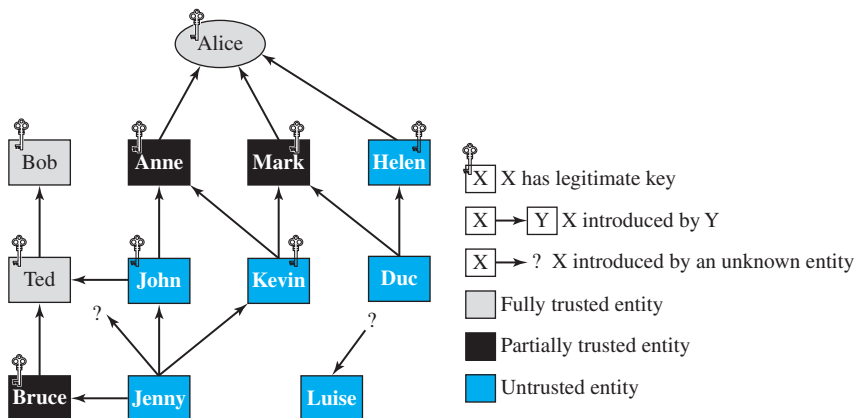 Alice
Bob
Anne
Mark
Helen
X X has legitimate key
X Y X introduced by Y
Ted
John
Kevin
Duc
X ? X introduced by an unknown entity
Fully trusted entity
?
?
Partially trusted entity
Bruce
Jenny
Luise
Untrusted entity